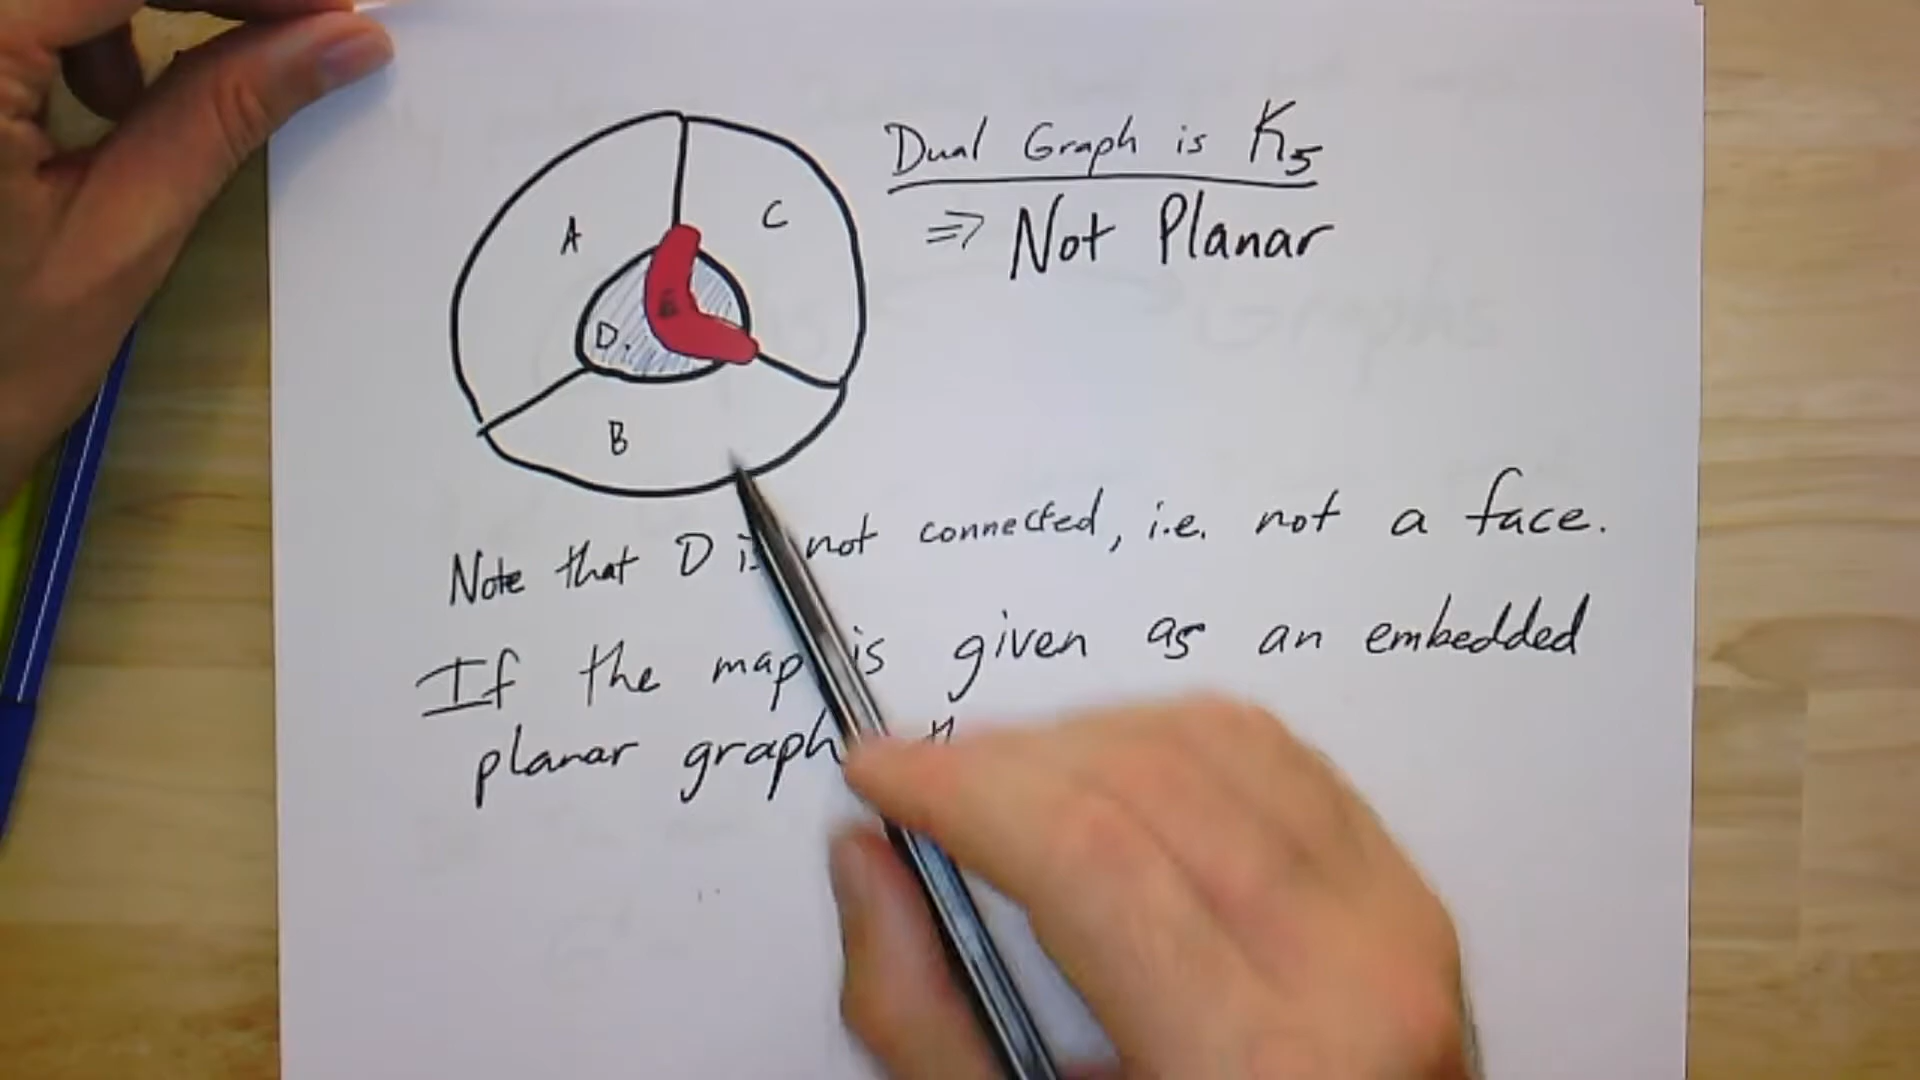 Dual Graph is K5
⇒ Not Planar
A
C
E
D.
B
Note that D is not connected, i.e. not a face.
If the map is given as an embedded
planar graph